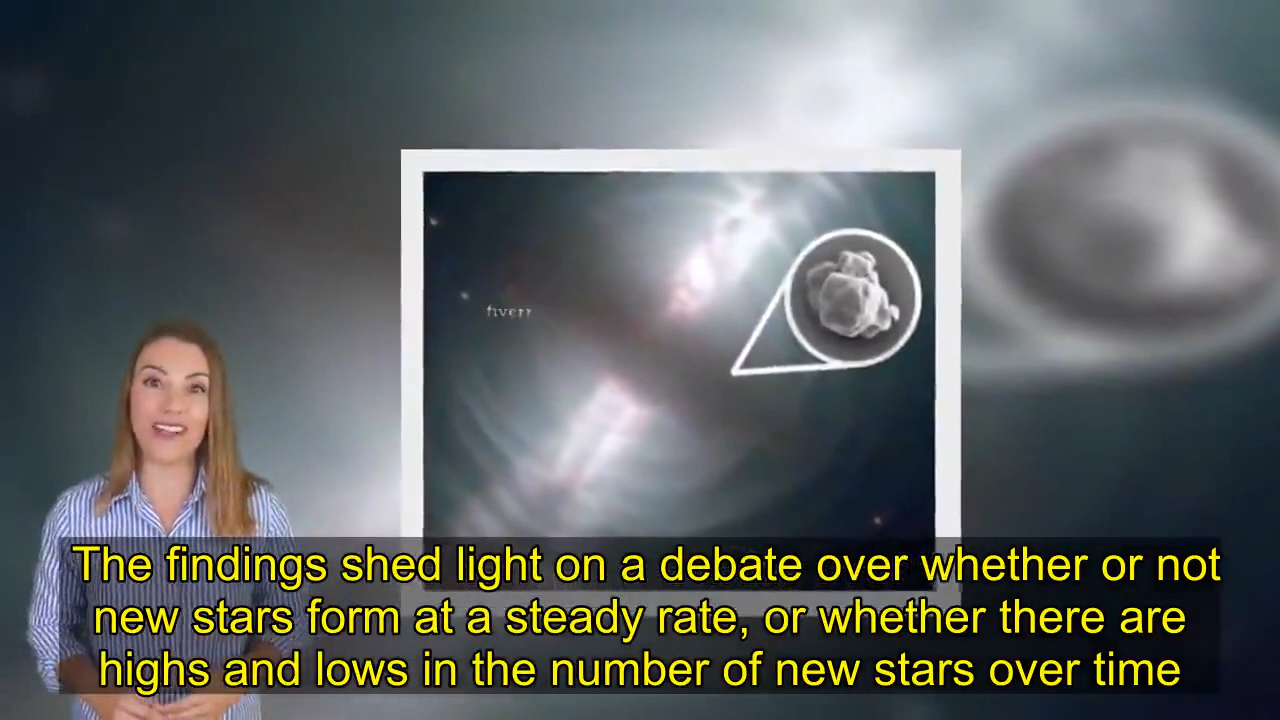 fiverr
The findings shed light on a debate over whether or not
new stars form at a steady rate, or whether there are
highs and lows in the number of new stars over time